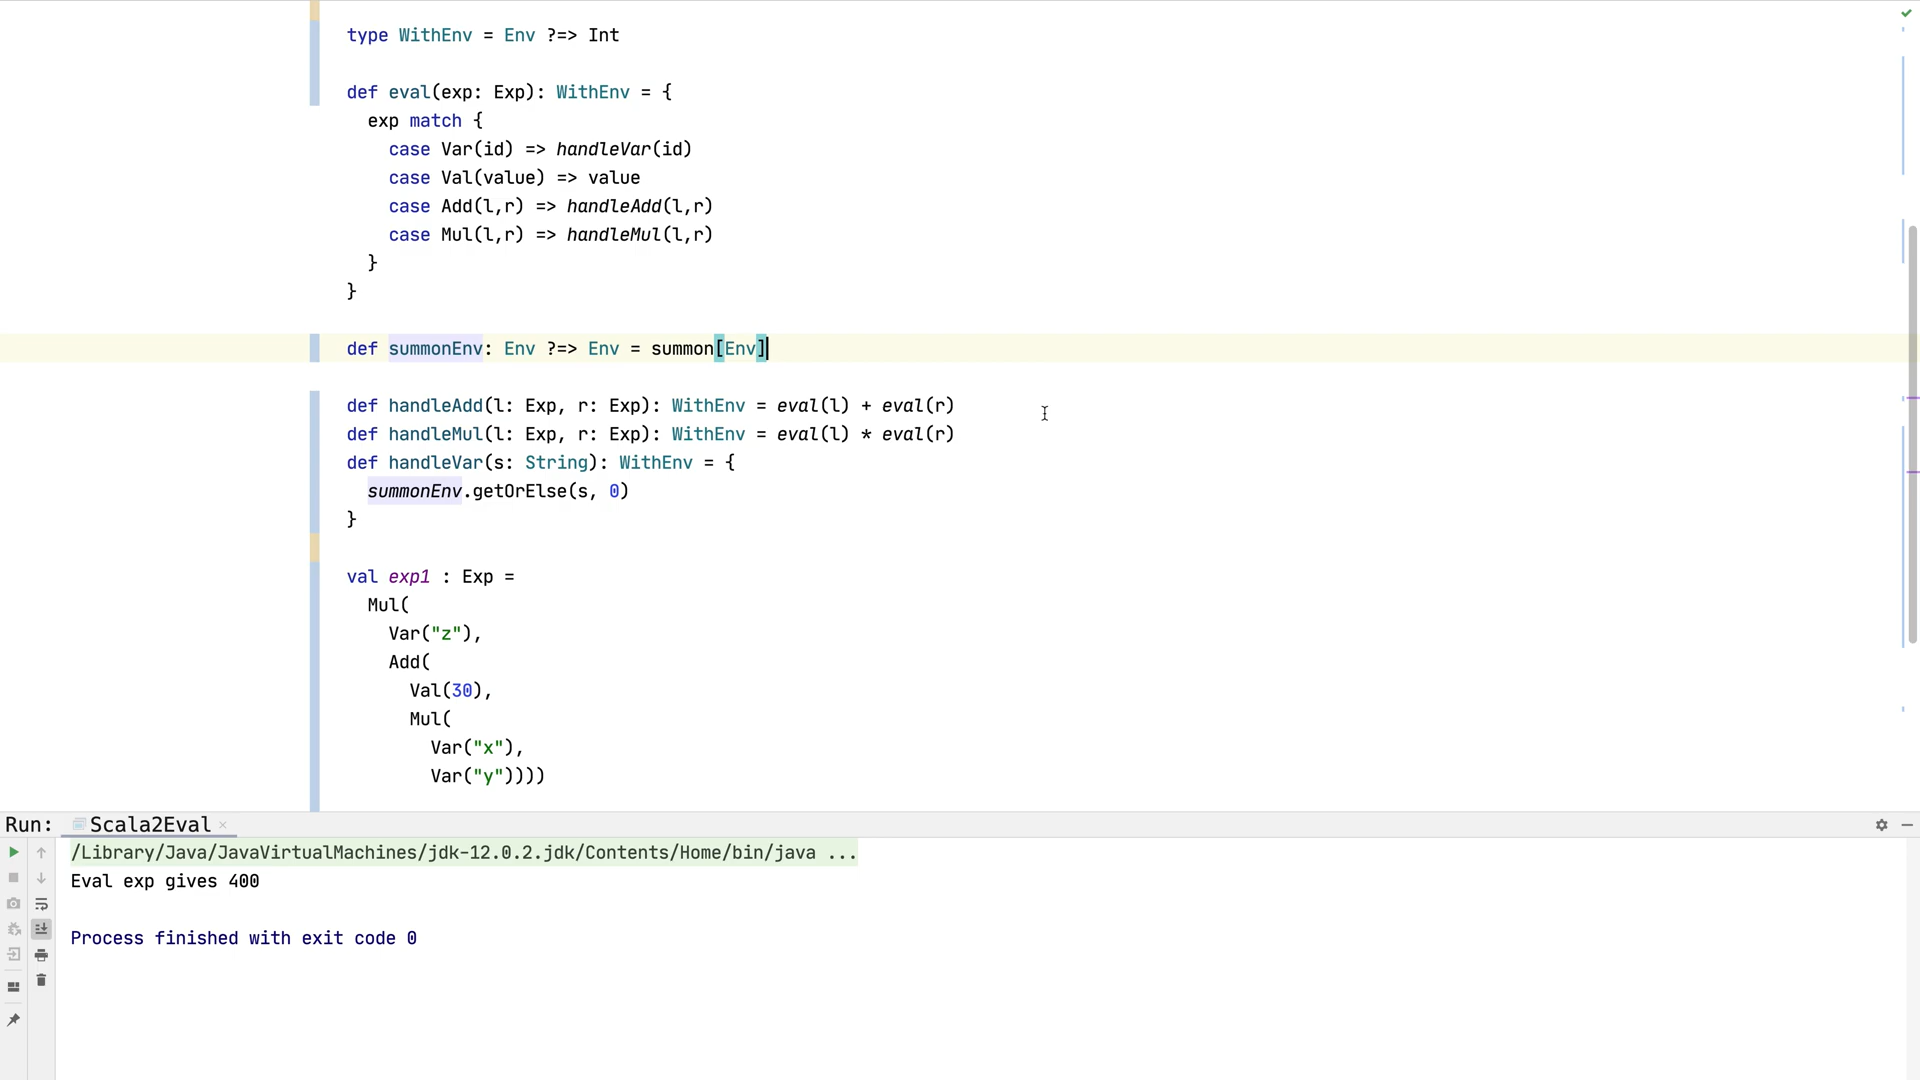 type WithEnv = Env ?=> Int
def eval(exp: Exp): WithEnv = {
exp match {
case Var(id) => handleVar(id)
case Val(value) => value
case Add(l,r) => handleAdd(l,r)
case Mul(l,r) => handleMul(l,r)
}
}
def summonEnv: Env ?=> Env = summon[Env]
def handleAdd(l: Exp, r: Exp): WithEnv = eval(l) + eval(r)
def handleMul(l: Exp, r: Exp): WithEnv = eval(l) * eval(r)
def handleVar(s: String): WithEnv = {
summonEnv.getOrElse(s, 0)
}
val exp1 : Exp =
Mul(
Var("z"),
Add(
Val(30),
Mul(
Var("x"),
Var("y"))))
Run: Scala2Eval ×
/Library/Java/JavaVirtualMachines/jdk-12.0.2.jdk/Contents/Home/bin/java ...
Eval exp gives 400
Process finished with exit code 0